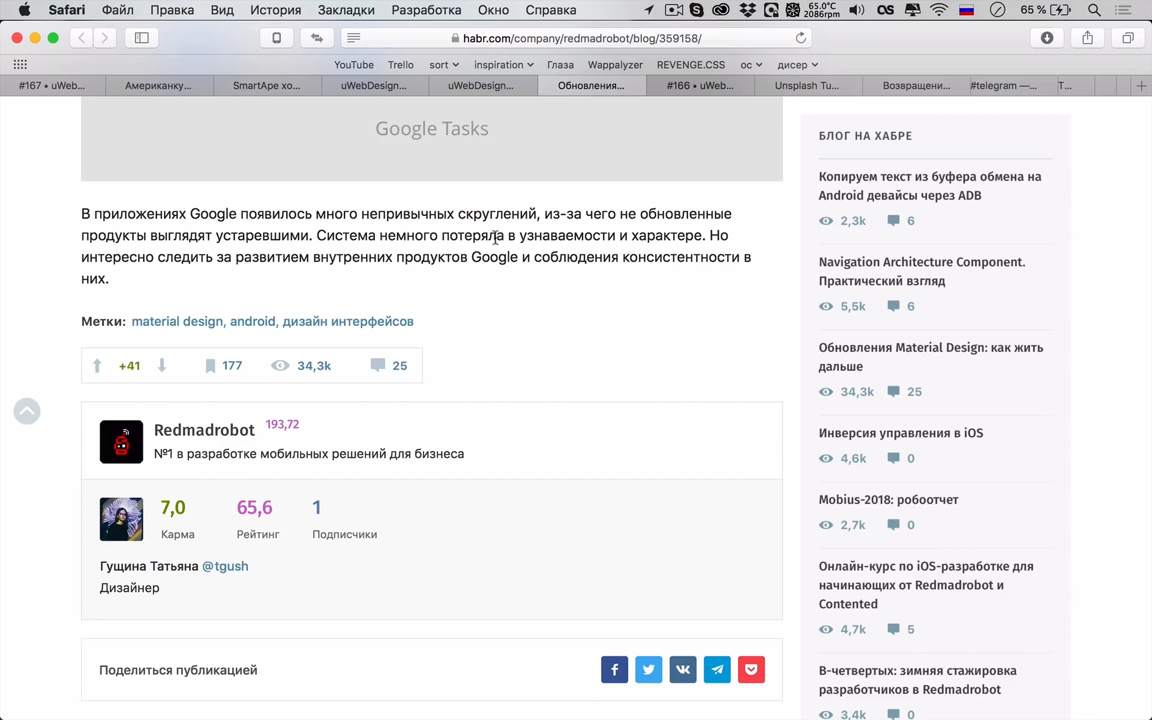 Safari Файл Правка Вид История Закладки Разработка Окно Справка 65.0°C 2086rpm OS 65 %
habr.com/company/redmadrobot/blog/359158/
YouTube Trello sort inspiration Глаза Wappalyzer REVENGE.CSS ос дисер
#167 • uWeb... Американку... SmartApe хо... uWebDesign... uWebDesign... Обновления... #166 • uWeb... Unsplash Tu... Возвращени... #telegram —... Т...
Google Tasks
В приложениях Google появилось много непривычных скруглений, из-за чего не обновленные
продукты выглядят устаревшими. Система немного потеряла в узнаваемости и характере. Но
интересно следить за развитием внутренних продуктов Google и соблюдения консистентности в
них.
Метки: material design, android, дизайн интерфейсов
+41 177 34,3k 25
Redmadrobot 193,72
№1 в разработке мобильных решений для бизнеса
7,0 65,6 1
Карма Рейтинг Подписчики
Гущина Татьяна @tgush
Дизайнер
Поделиться публикацией
БЛОГ НА ХАБРЕ
Копируем текст из буфера обмена на
Android девайсы через ADB
2,3k 6
Navigation Architecture Component.
Практический взгляд
5,5k 6
Обновления Material Design: как жить
дальше
34,3k 25
Инверсия управления в iOS
4,6k 0
Mobius-2018: робоотчет
2,7k 0
Онлайн-курс по iOS-разработке для
начинающих от Redmadrobot и
Contented
4,7k 5
В-четвертых: зимняя стажировка
разработчиков в Redmadrobot
3,4k 0